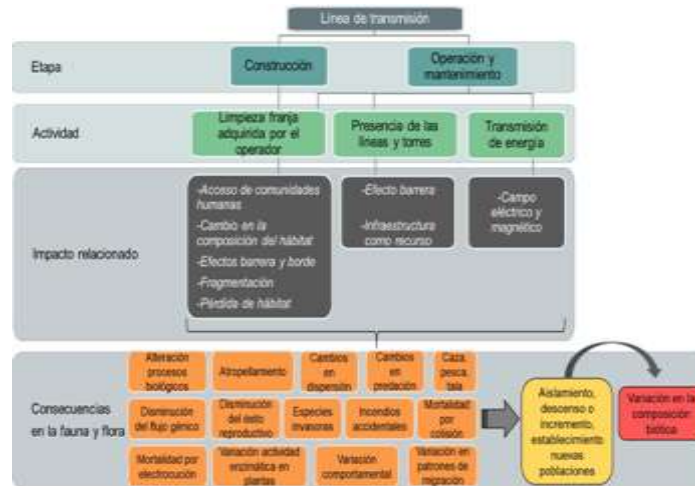 Línea de transmisión
Etapa
Construcción
Operación y
mantenimiento
Actividad
Limpieza franja
adquirida por el
operador
Presencia de las
líneas y torres
Transmisión
de energía
Impacto relacionado
-Acceso de comunidades
humanas
-Cambio en la
composición del hábitat
-Efectos barrera y borde
-Fragmentación
-Pérdida de hábitat
-Efecto barrera
-Infraestructura
como recurso
-Campo
eléctrico y
magnético
Consecuencias
en la fauna y flora
Alteración
procesos
biológicos
Atropellamiento
Cambios
en
dispersión
Cambios
en
predación
Caza,
pesca,
tala
Disminución
del flujo génico
Disminución
del éxito
reproductivo
Especies
invasoras
Incendios
accidentales
Mortalidad
por
colisión
Mortalidad por
electrocución
Variación actividad
enzimática en
plantas
Variación
comportamental
Variación en
patrones de
migración
Aislamiento,
descenso o
incremento,
establecimiento
nuevas
poblaciones
Variación en la
composición
biótica